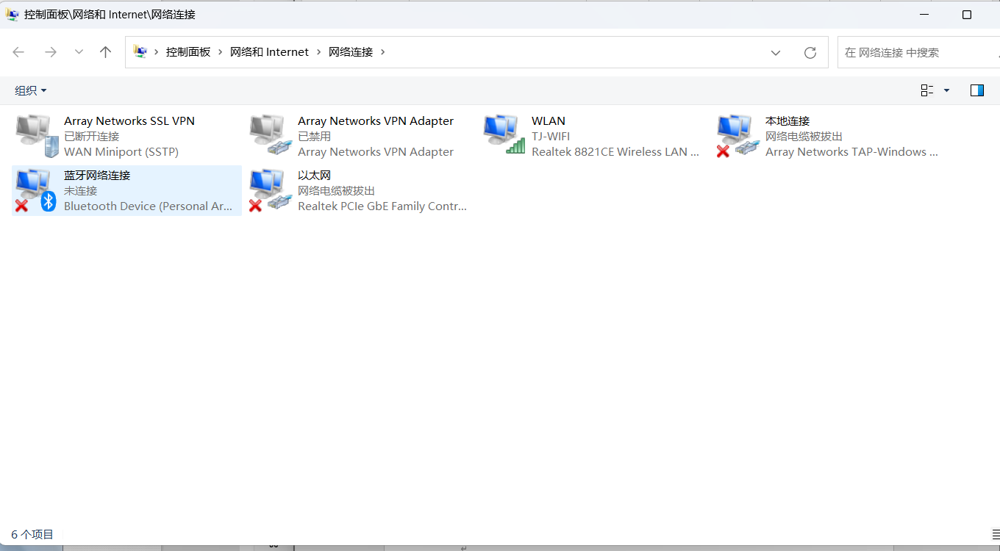 控制面板\网络和 Internet\网络连接
控制面板 网络和 Internet 网络连接
在 网络连接 中搜索
组织
Array Networks SSL VPN
已断开连接
WAN Miniport (SSTP)
Array Networks VPN Adapter
已禁用
Array Networks VPN Adapter
WLAN
TJ-WIFI
Realtek 8821CE Wireless LAN ...
本地连接
网络电缆被拔出
Array Networks TAP-Windows ...
蓝牙网络连接
未连接
Bluetooth Device (Personal Ar...
以太网
网络电缆被拔出
Realtek PCIe GbE Family Contr...
6 个项目